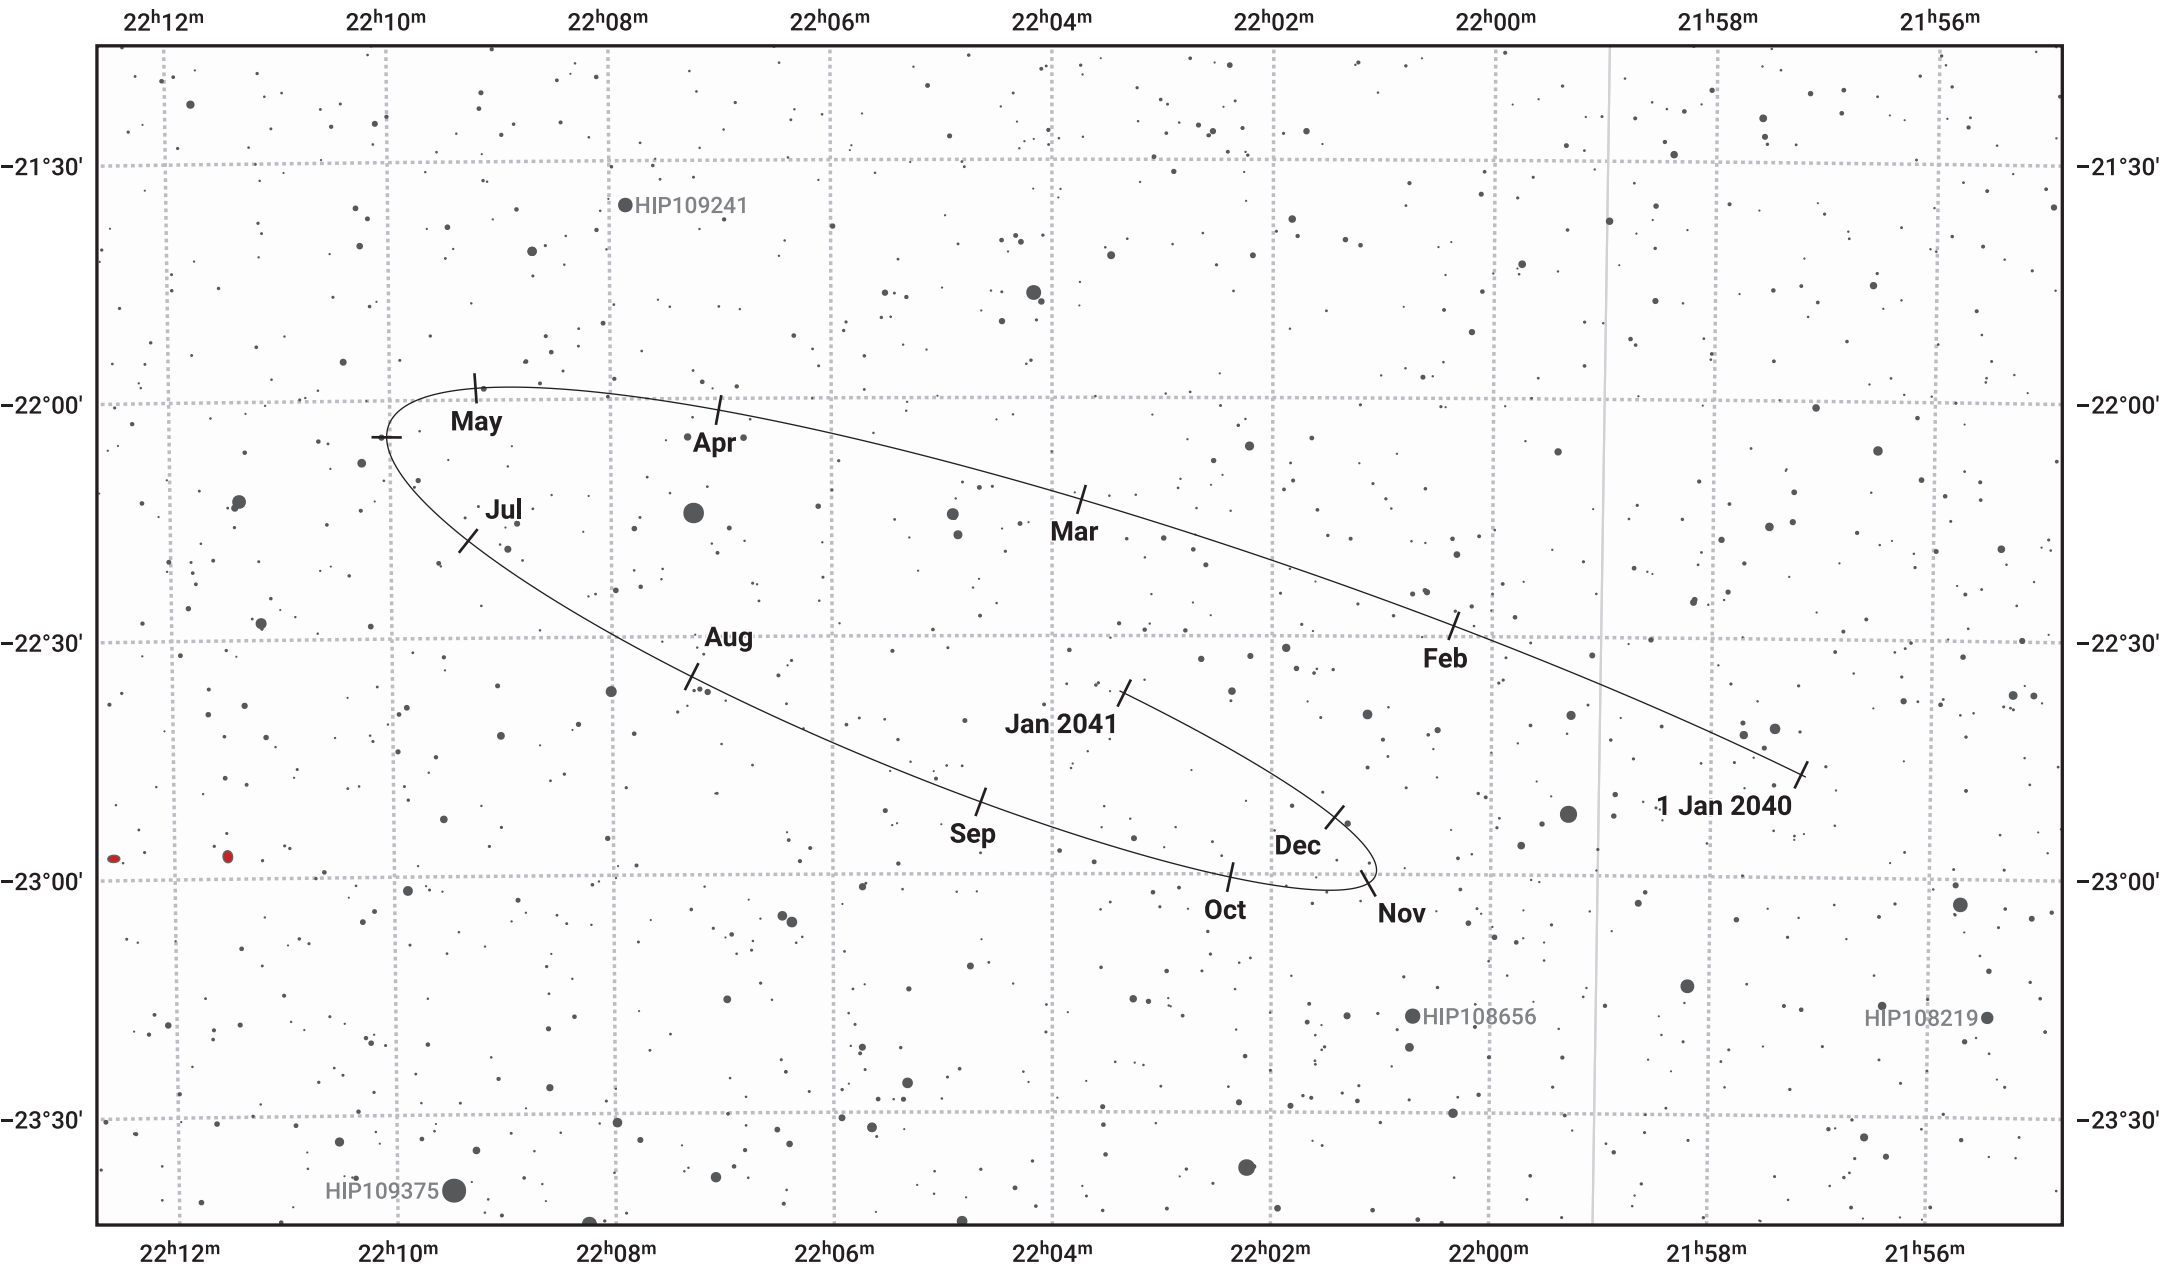 22h12m 22h10m 22h08m 22h06m 22h04m 22h02m 22h00m 21h58m 21h56m
−21°30' −21°30'
HIP109241
−22°00' −22°00'
May
Apr
Jul
Mar
Aug
−22°30' −22°30'
Feb
Jan 2041
1 Jan 2040
Sep
Dec
−23°00' −23°00'
Oct
Nov
HIP108656
HIP108219
−23°30' −23°30'
HIP109375
22h12m 22h10m 22h08m 22h06m 22h04m 22h02m 22h00m 21h58m 21h56m